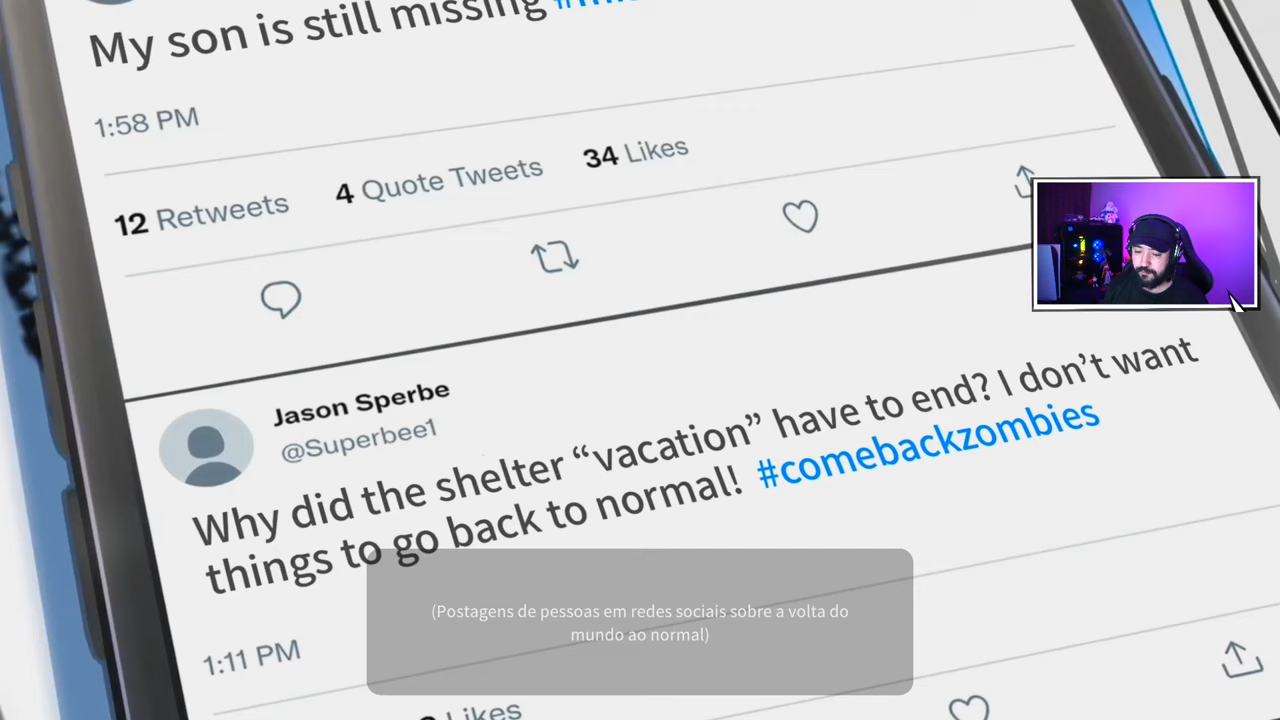 My son is still missing
1:58 PM
12 Retweets 4 Quote Tweets 34 Likes
Jason Sperbe
@Superbee1
Why did the shelter “vacation” have to end? I don’t want
things to go back to normal! #comebackzombies
(Postagens de pessoas em redes sociais sobre a volta do
mundo ao normal)
1:11 PM
Likes